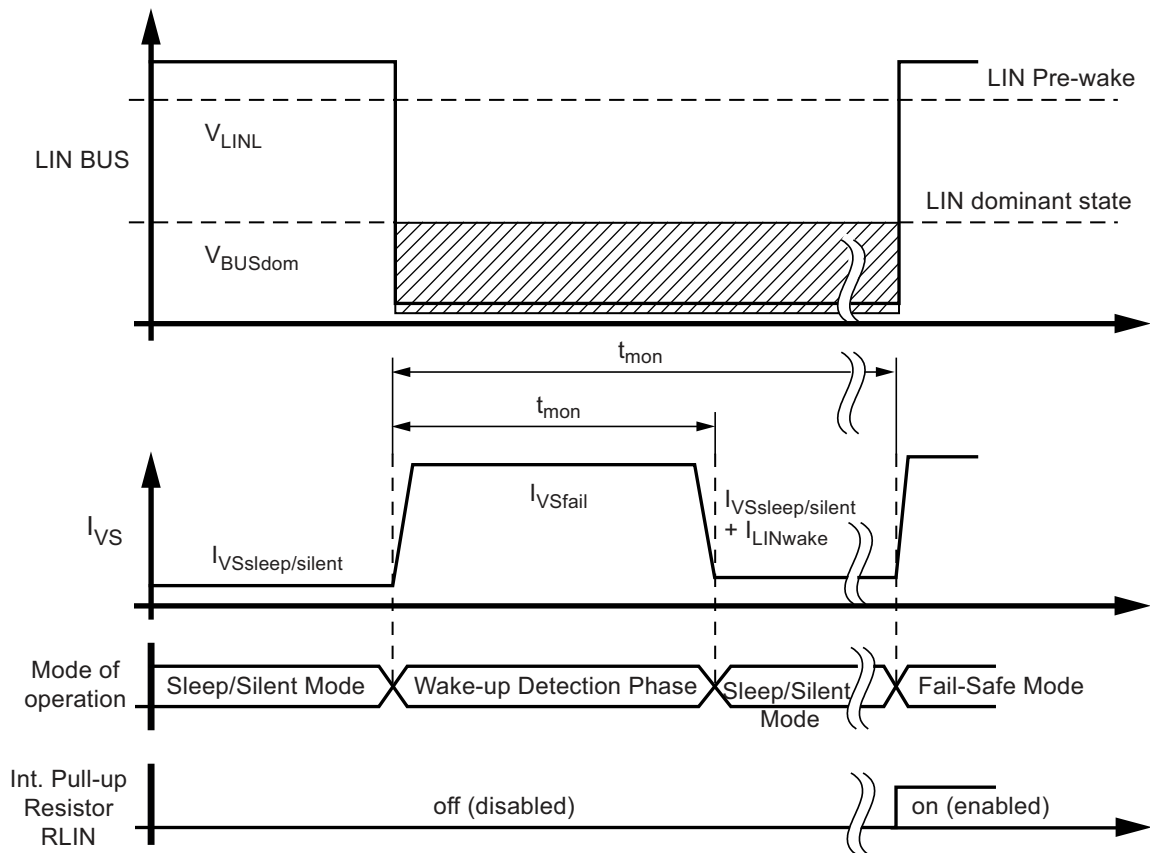 LIN Pre-wake
V_LINL
LIN BUS
LIN dominant state
V_BUSdom
t_mon
t_mon
I_VSfail
I_VSsleep/silent
+ I_LINwake
I_VS
I_VSsleep/silent
Mode of
operation
Sleep/Silent Mode
Wake-up Detection Phase
Sleep/Silent
Mode
Fail-Safe Mode
Int. Pull-up
Resistor
RLIN
off (disabled)
on (enabled)